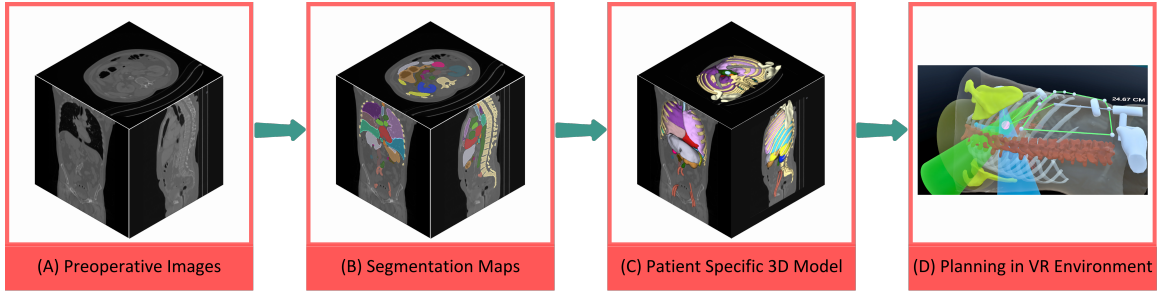 24.67 CM
(A) Preoperative Images
(B) Segmentation Maps
(C) Patient Specific 3D Model
(D) Planning in VR Environment